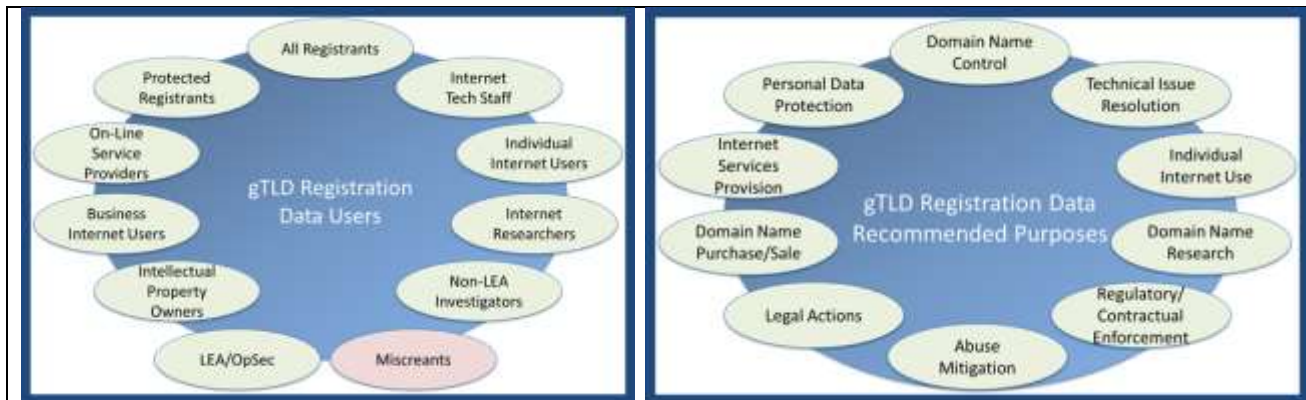 All Registrants
Protected
Registrants
Internet
Tech Staff
On-Line
Service
Providers
Individual
Internet Users
gTLD Registration
Data Users
Business
Internet Users
Internet
Researchers
Intellectual
Property
Owners
Non-LEA
Investigators
LEA/OpSec
Miscreants
Domain Name
Control
Personal Data
Protection
Technical Issue
Resolution
Internet
Services
Provision
Individual
Internet Use
gTLD Registration Data
Recommended Purposes
Domain Name
Purchase/Sale
Domain Name
Research
Legal Actions
Regulatory/
Contractual
Enforcement
Abuse
Mitigation